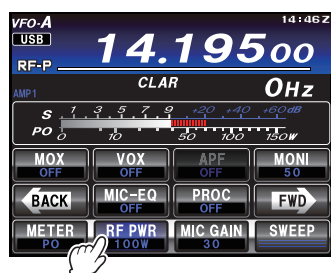 VFO-A 14:46Z
USB 14.19500
RF-P
CLAR 0Hz
AMP1
S 1 3 5 7 9 +20 +40 +60dB
PO 0 10 50 100 150W
MOX VOX APF MONI
OFF OFF OFF 50
BACK MIC-EQ PROC FWD
OFF OFF
METER RF PWR MIC GAIN SWEEP
PO 100W 30